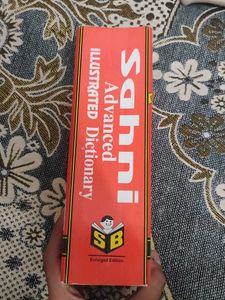 Sahni
Advanced
ILLUSTRATED Dictionary
SB
Enlarged Edition